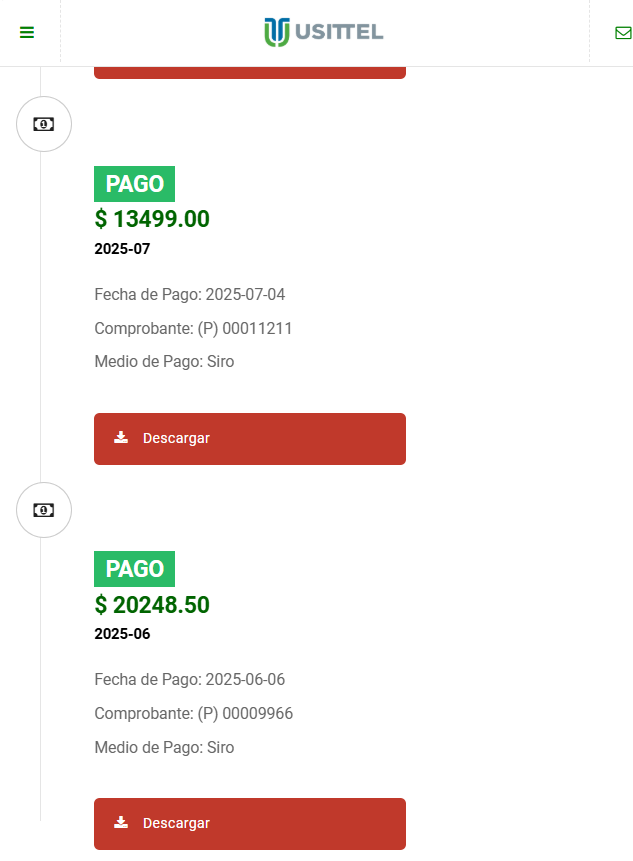 USITTEL
PAGO
$ 13499.00
2025-07
Fecha de Pago: 2025-07-04
Comprobante: (P) 00011211
Medio de Pago: Siro
Descargar
PAGO
$ 20248.50
2025-06
Fecha de Pago: 2025-06-06
Comprobante: (P) 00009966
Medio de Pago: Siro
Descargar